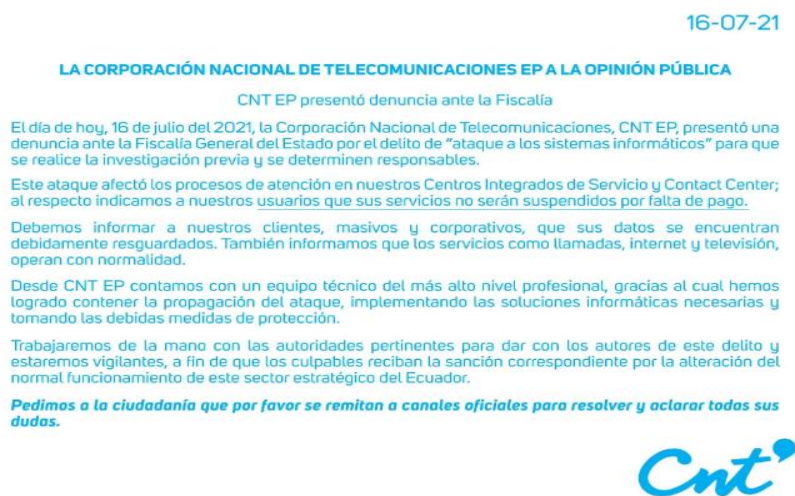 16-07-21
LA CORPORACIÓN NACIONAL DE TELECOMUNICACIONES EP A LA OPINIÓN PÚBLICA
CNT EP presentó denuncia ante la Fiscalía
El día de hoy, 16 de julio del 2021, la Corporación Nacional de Telecomunicaciones, CNT EP, presentó una
denuncia ante la Fiscalía General del Estado por el delito de “ataque a los sistemas informáticos” para que
se realice la investigación previa y se determinen responsables.
Este ataque afectó los procesos de atención en nuestros Centros Integrados de Servicio y Contact Center;
al respecto indicamos a nuestros usuarios que sus servicios no serán suspendidos por falta de pago.
Debemos informar a nuestros clientes, masivos y corporativos, que sus datos se encuentran
debidamente resguardados. También informamos que los servicios como llamadas, internet y televisión,
operan con normalidad.
Desde CNT EP contamos con un equipo técnico del más alto nivel profesional, gracias al cual hemos
logrado contener la propagación del ataque, implementando las soluciones informáticas necesarias y
tomando las debidas medidas de protección.
Trabajaremos de la mano con las autoridades pertinentes para dar con los autores de este delito y
estaremos vigilantes, a fin de que los culpables reciban la sanción correspondiente por la alteración del
normal funcionamiento de este sector estratégico del Ecuador.
Pedimos a la ciudadanía que por favor se remitan a canales oficiales para resolver y aclarar todas sus
dudas.
Cnt